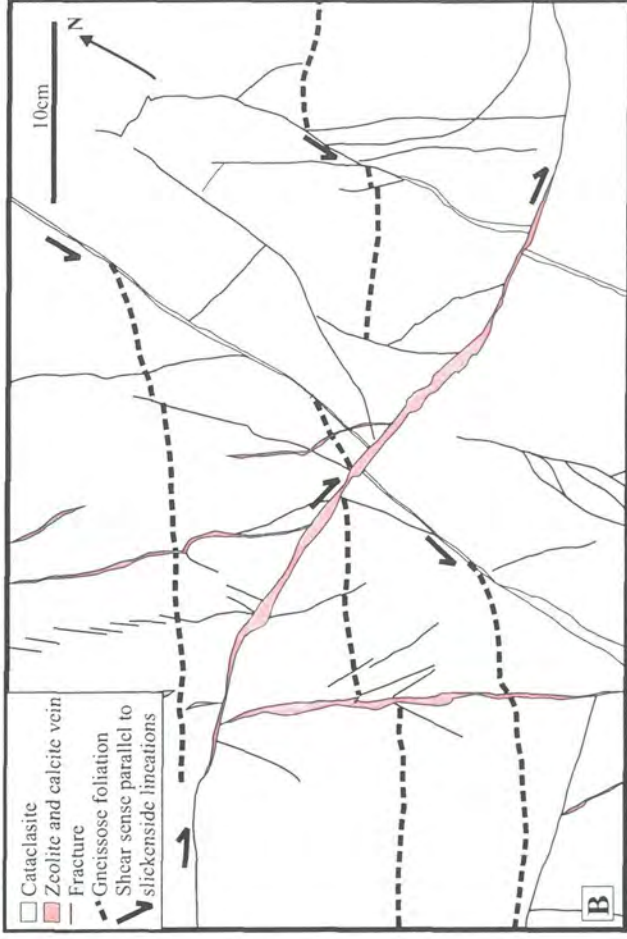 Cataclasite
Zeolite and calcite vein
Fracture
Gneissose foliation
Shear sense parallel to
slickenside lineations
10cm
N
B